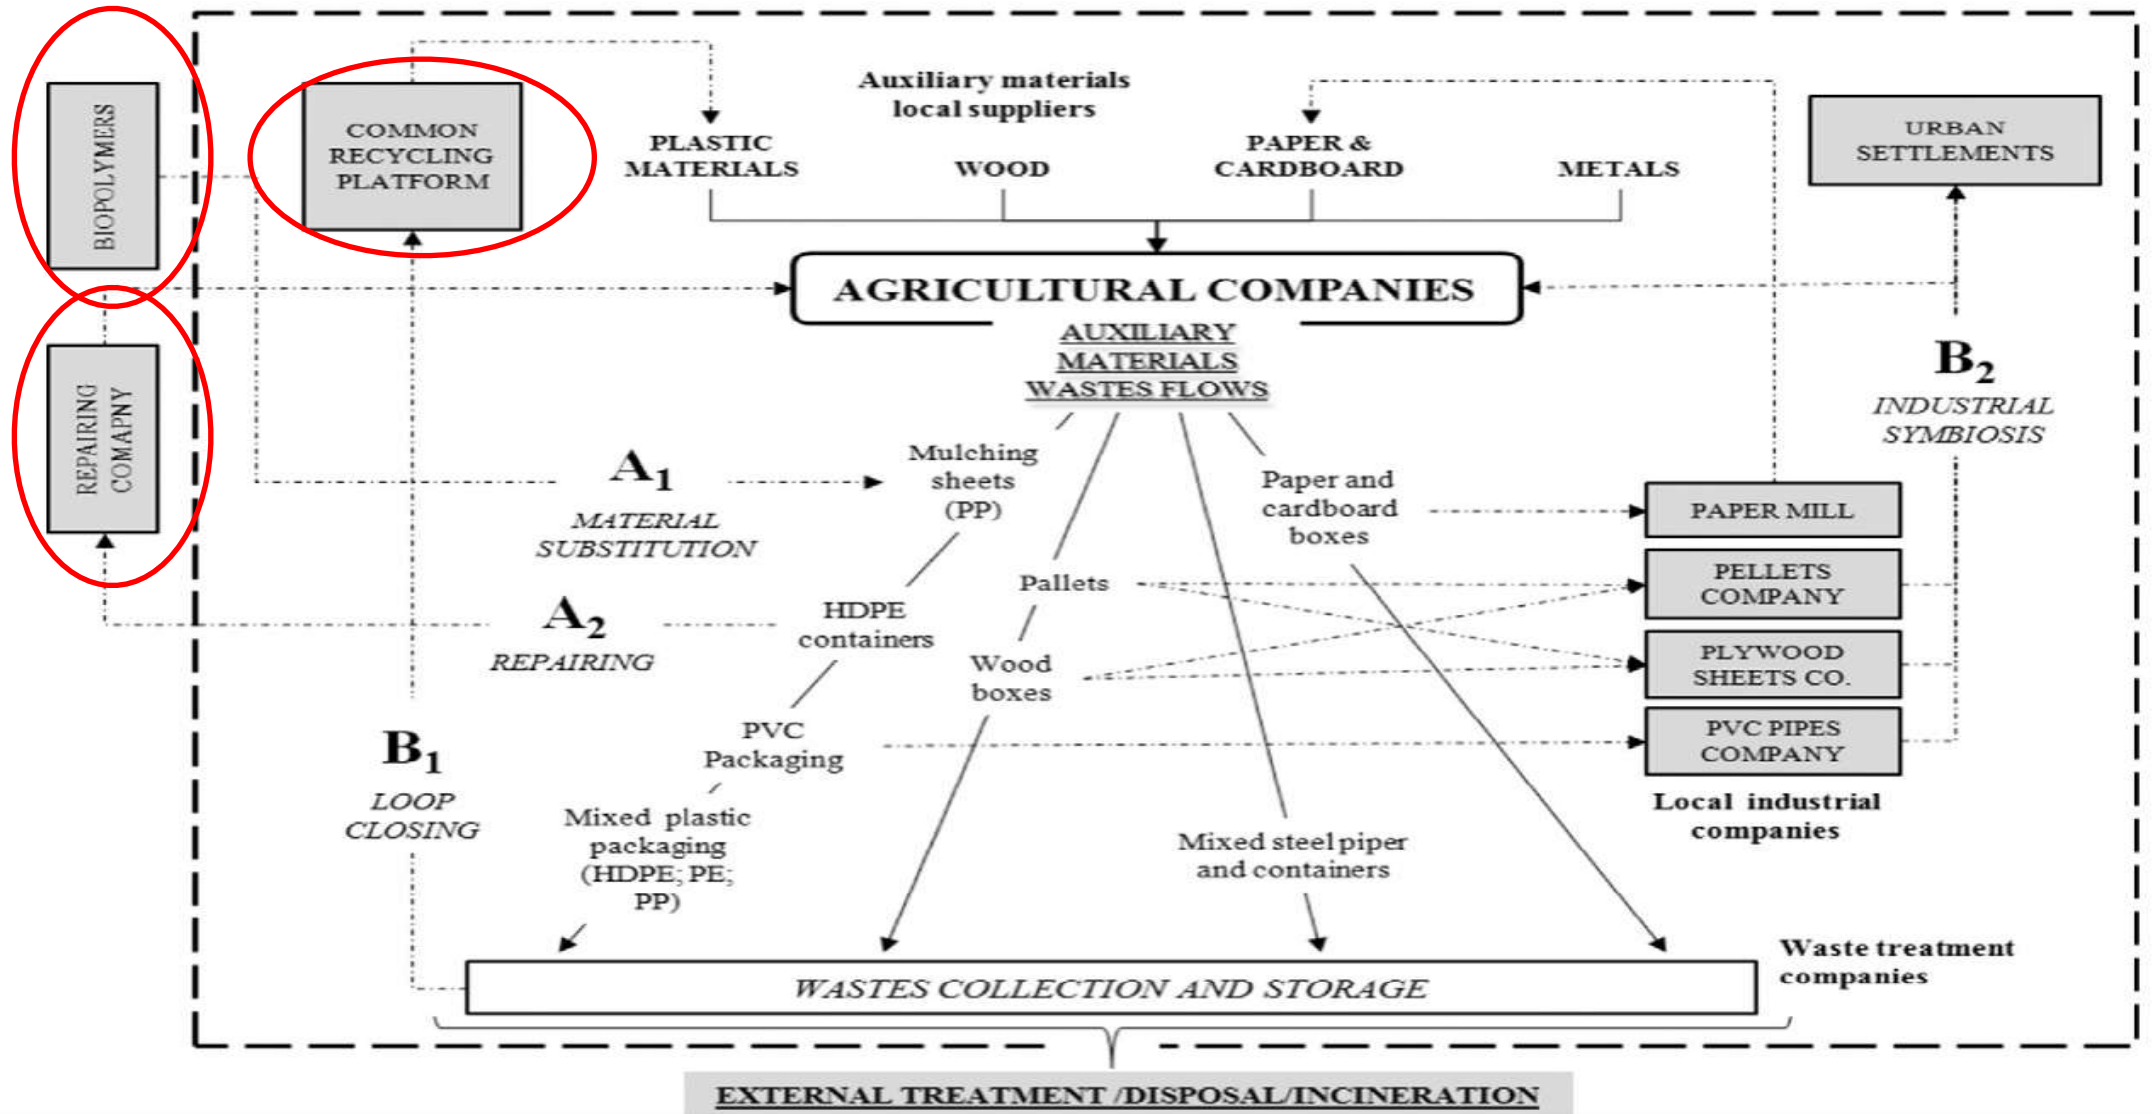 BIOPOLYMERS
REPAIRING
COMAPNY
COMMON
RECYCLING
PLATFORM
Auxiliary materials
local suppliers
PLASTIC
MATERIALS
WOOD
PAPER &
CARDBOARD
METALS
URBAN
SETTLEMENTS
AGRICULTURAL COMPANIES
AUXILIARY
MATERIALS
WASTES FLOWS
B2
INDUSTRIAL
SYMBIOSIS
A1
MATERIAL
SUBSTITUTION
Mulching
sheets
(PP)
Paper and
cardboard
boxes
PAPER MILL
A2
REPAIRING
HDPE
containers
Pallets
PELLETS
COMPANY
Wood
boxes
PLYWOOD
SHEETS CO.
B1
LOOP
CLOSING
PVC
Packaging
PVC PIPES
COMPANY
Local industrial
companies
Mixed plastic
packaging
(HDPE; PE;
PP)
Mixed steel piper
and containers
WASTES COLLECTION AND STORAGE
Waste treatment
companies
EXTERNAL TREATMENT /DISPOSAL/INCINERATION